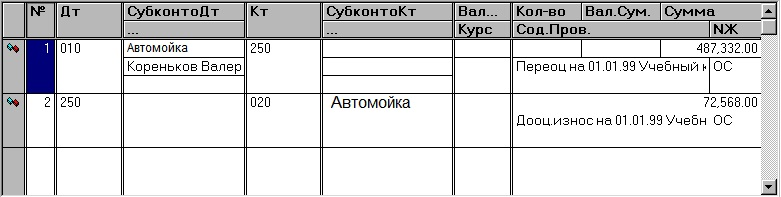 № Дт СубконтоДт Кт СубконтоКт Вал... Кол-во Вал.Сум. Сумма
... ... Курс Сод.Пров. NЖ
1 010 Автомойка 250 487,332.00
Кореньков Валер Переоц на 01.01.99 Учебный к ОС
2 250 020 Автомойка 72,568.00
Дооц.износ на 01.01.99 Учебн ОС